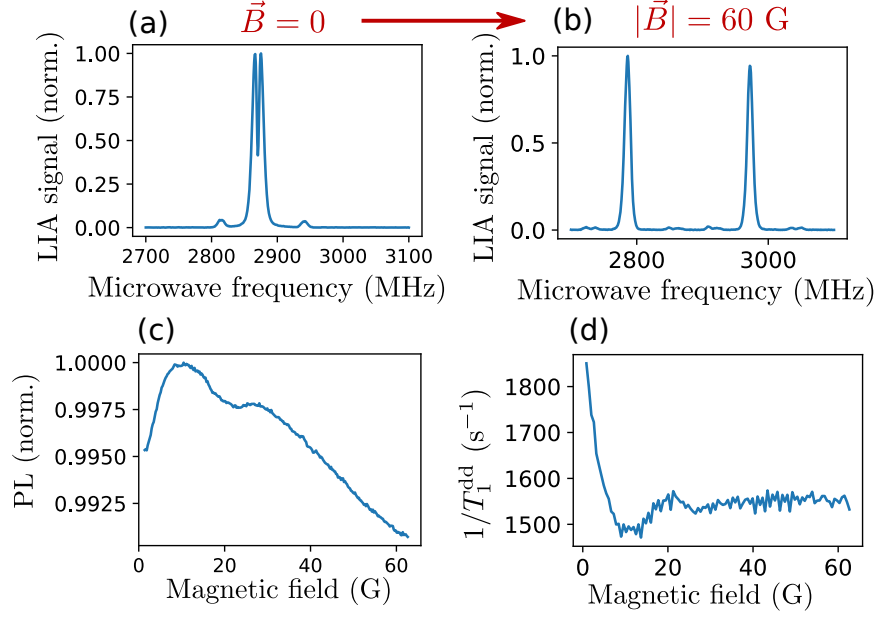 (a) B⃗ = 0 (b) |B⃗| = 60 G
LIA signal (norm.)
1.00
0.75
0.50
0.25
0.00
2700 2800 2900 3000 3100
Microwave frequency (MHz)
LIA signal (norm.)
1.0
0.5
0.0
2800 3000
Microwave frequency (MHz)
(c)
PL (norm.)
1.0000
0.9975
0.9950
0.9925
0 20 40 60
Magnetic field (G)
(d)
1/T₁ᵈᵈ (s⁻¹)
1800
1700
1600
1500
0 20 40 60
Magnetic field (G)